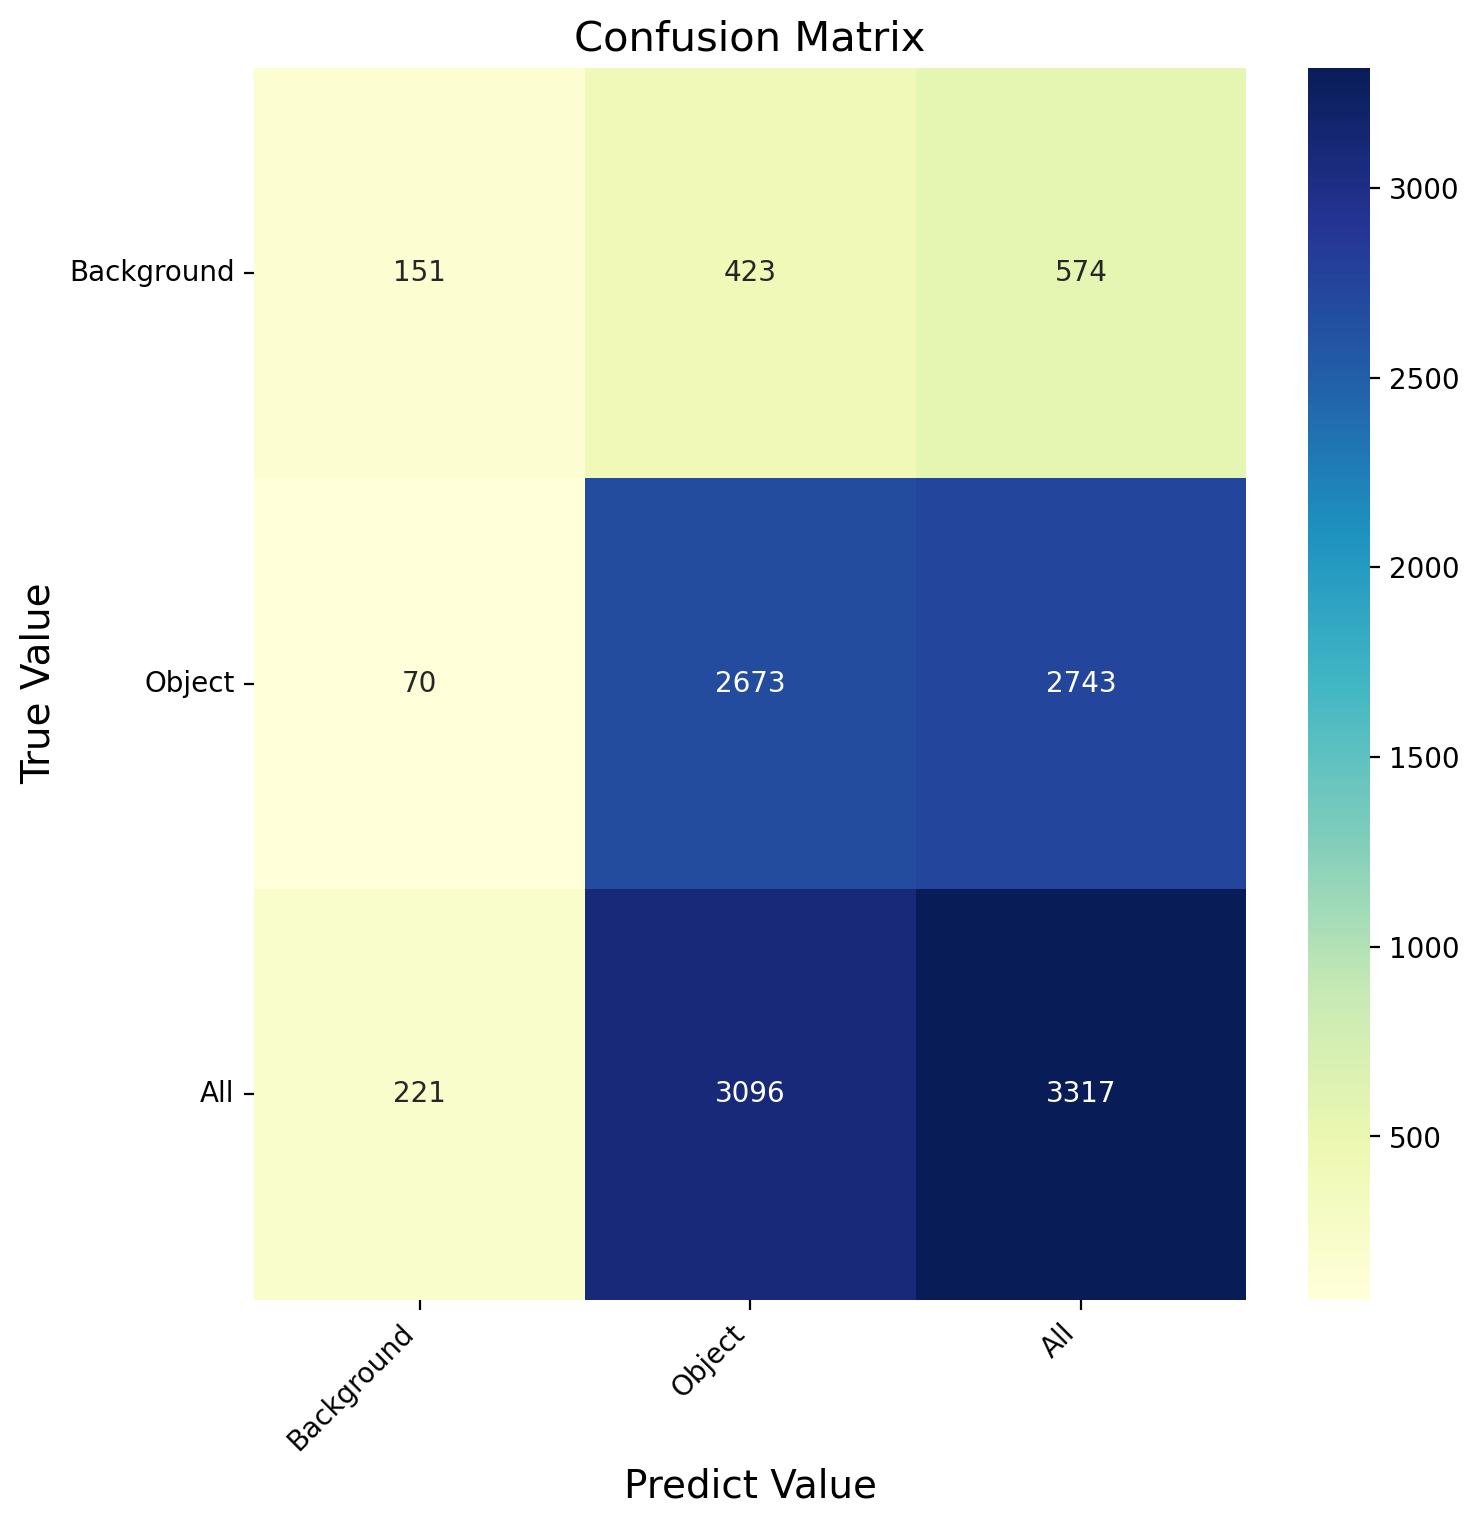 Confusion Matrix
Background
151
423
574
Object
70
2673
2743
All
221
3096
3317
Background
Object
All
True Value
Predict Value
3000
2500
2000
1500
1000
500